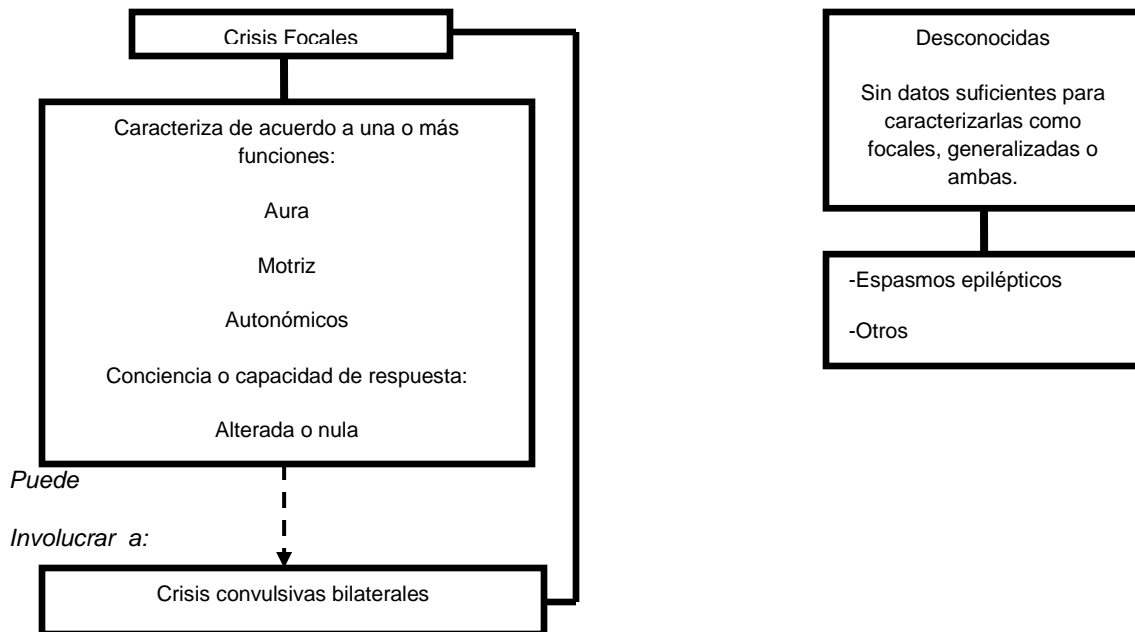 Crisis Focales
Caracteriza de acuerdo a una o más
funciones:
Aura
Motriz
Autonómicos
Conciencia o capacidad de respuesta:
Alterada o nula
Puede
Involucrar a:
Crisis convulsivas bilaterales
Desconocidas
Sin datos suficientes para
caracterizarlas como
focales, generalizadas o
ambas.
-Espasmos epilépticos
-Otros